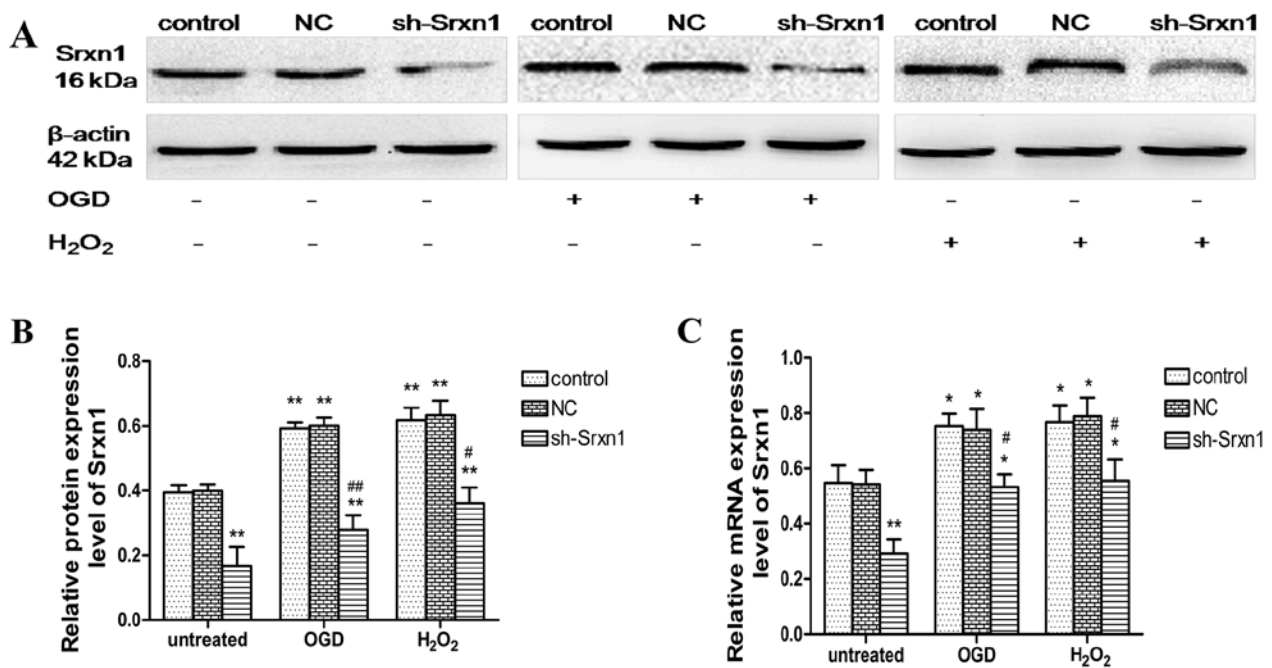 A
control NC sh-Srxn1 control NC sh-Srxn1 control NC sh-Srxn1
Srxn1
16 kDa
β-actin
42 kDa
OGD - - - + + + - - -
H₂O₂ - - - - - - + + +
B
Relative protein expression
level of Srxn1
0.8
0.6
0.4
0.2
0.0
** ** ** ## ** ** ** # **
untreated OGD H₂O₂
control
NC
sh-Srxn1
C
Relative mRNA expression
level of Srxn1
1.0
0.8
0.6
0.4
0.2
0.0
** * * # * * * # *
untreated OGD H₂O₂
control
NC
sh-Srxn1